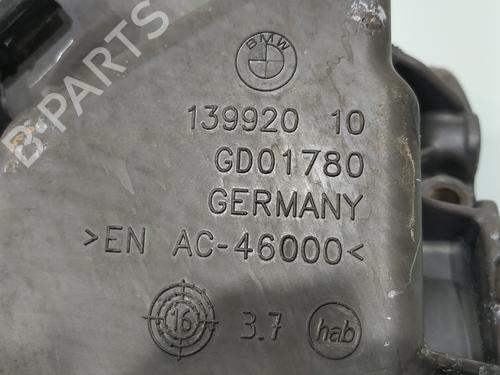 BMW
139920 10
GD01780
GERMANY
>EN AC-46000<
16 3.7 hab
B-PARTS